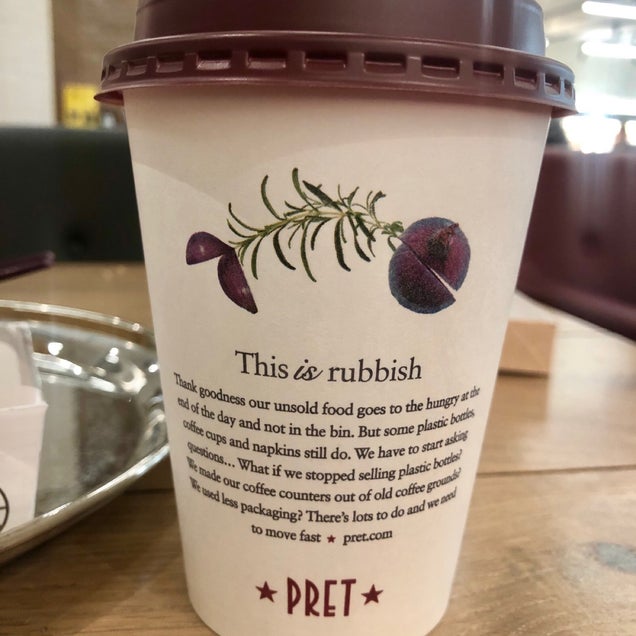 This is rubbish
Thank goodness our unsold food goes to the hungry at the
end of the day and not in the bin. But some plastic bottles,
coffee cups and napkins still do. We have to start asking
questions... What if we stopped selling plastic bottles?
We made our coffee counters out of old coffee grounds?
We used less packaging? There's lots to do and we need
to move fast ★ pret.com
★ PRET ★